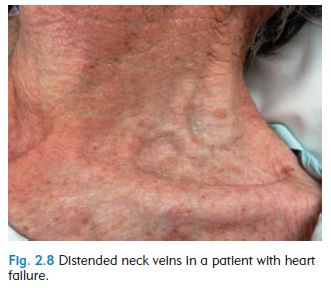 Fig. 2.8 Distended neck veins in a patient with heart
failure.